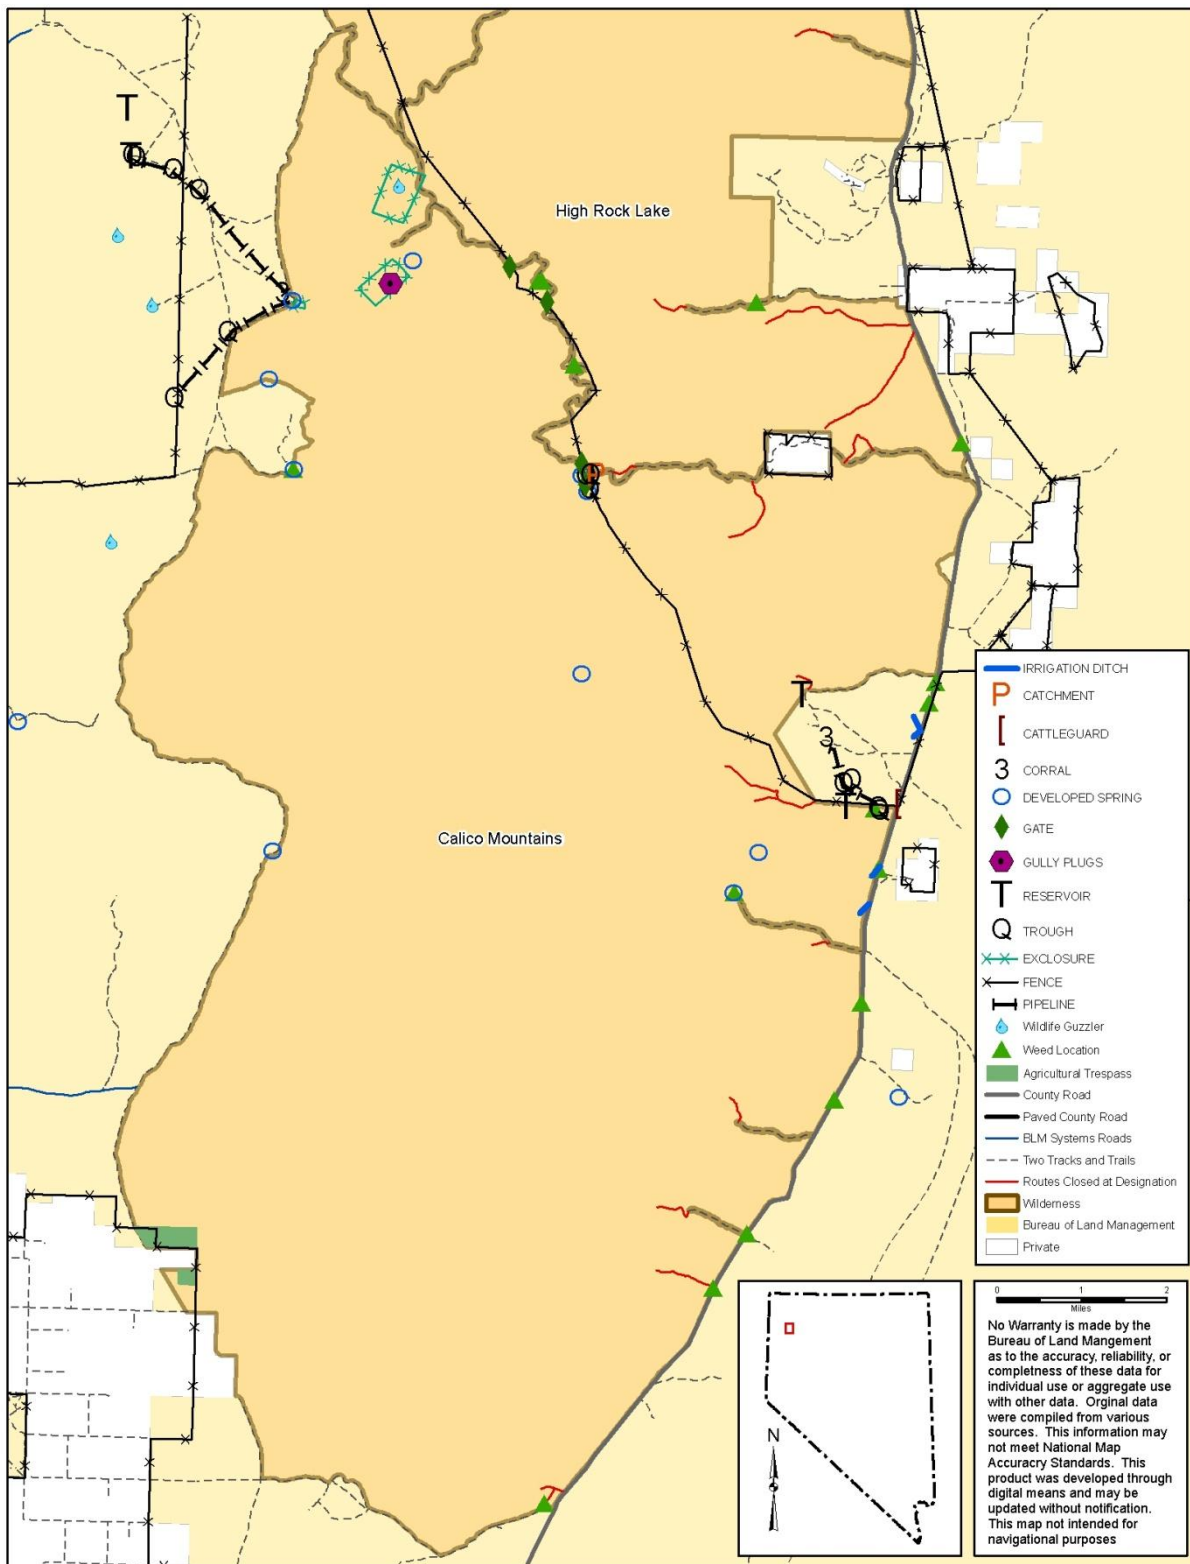 High Rock Lake
Calico Mountains
T
T
Q
Q
Q
Q
Q
P
T
3
Q
T
Q
[
IRRIGATION DITCH
P CATCHMENT
[ CATTLEGUARD
3 CORRAL
DEVELOPED SPRING
GATE
GULLY PLUGS
T RESERVOIR
Q TROUGH
EXCLOSURE
FENCE
PIPELINE
Wildlife Guzzler
Weed Location
Agricultural Trespass
County Road
Paved County Road
BLM Systems Roads
Two Tracks and Trails
Routes Closed at Designation
Wilderness
Bureau of Land Management
Private
N
0 1 2
Miles
No Warranty is made by the
Bureau of Land Mangement
as to the accuracy, reliability, or
completness of these data for
individual use or aggregate use
with other data. Orginal data
were compiled from various
sources. This information may
not meet National Map
Accuracry Standards. This
product was developed through
digital means and may be
updated without notification.
This map not intended for
navigational purposes